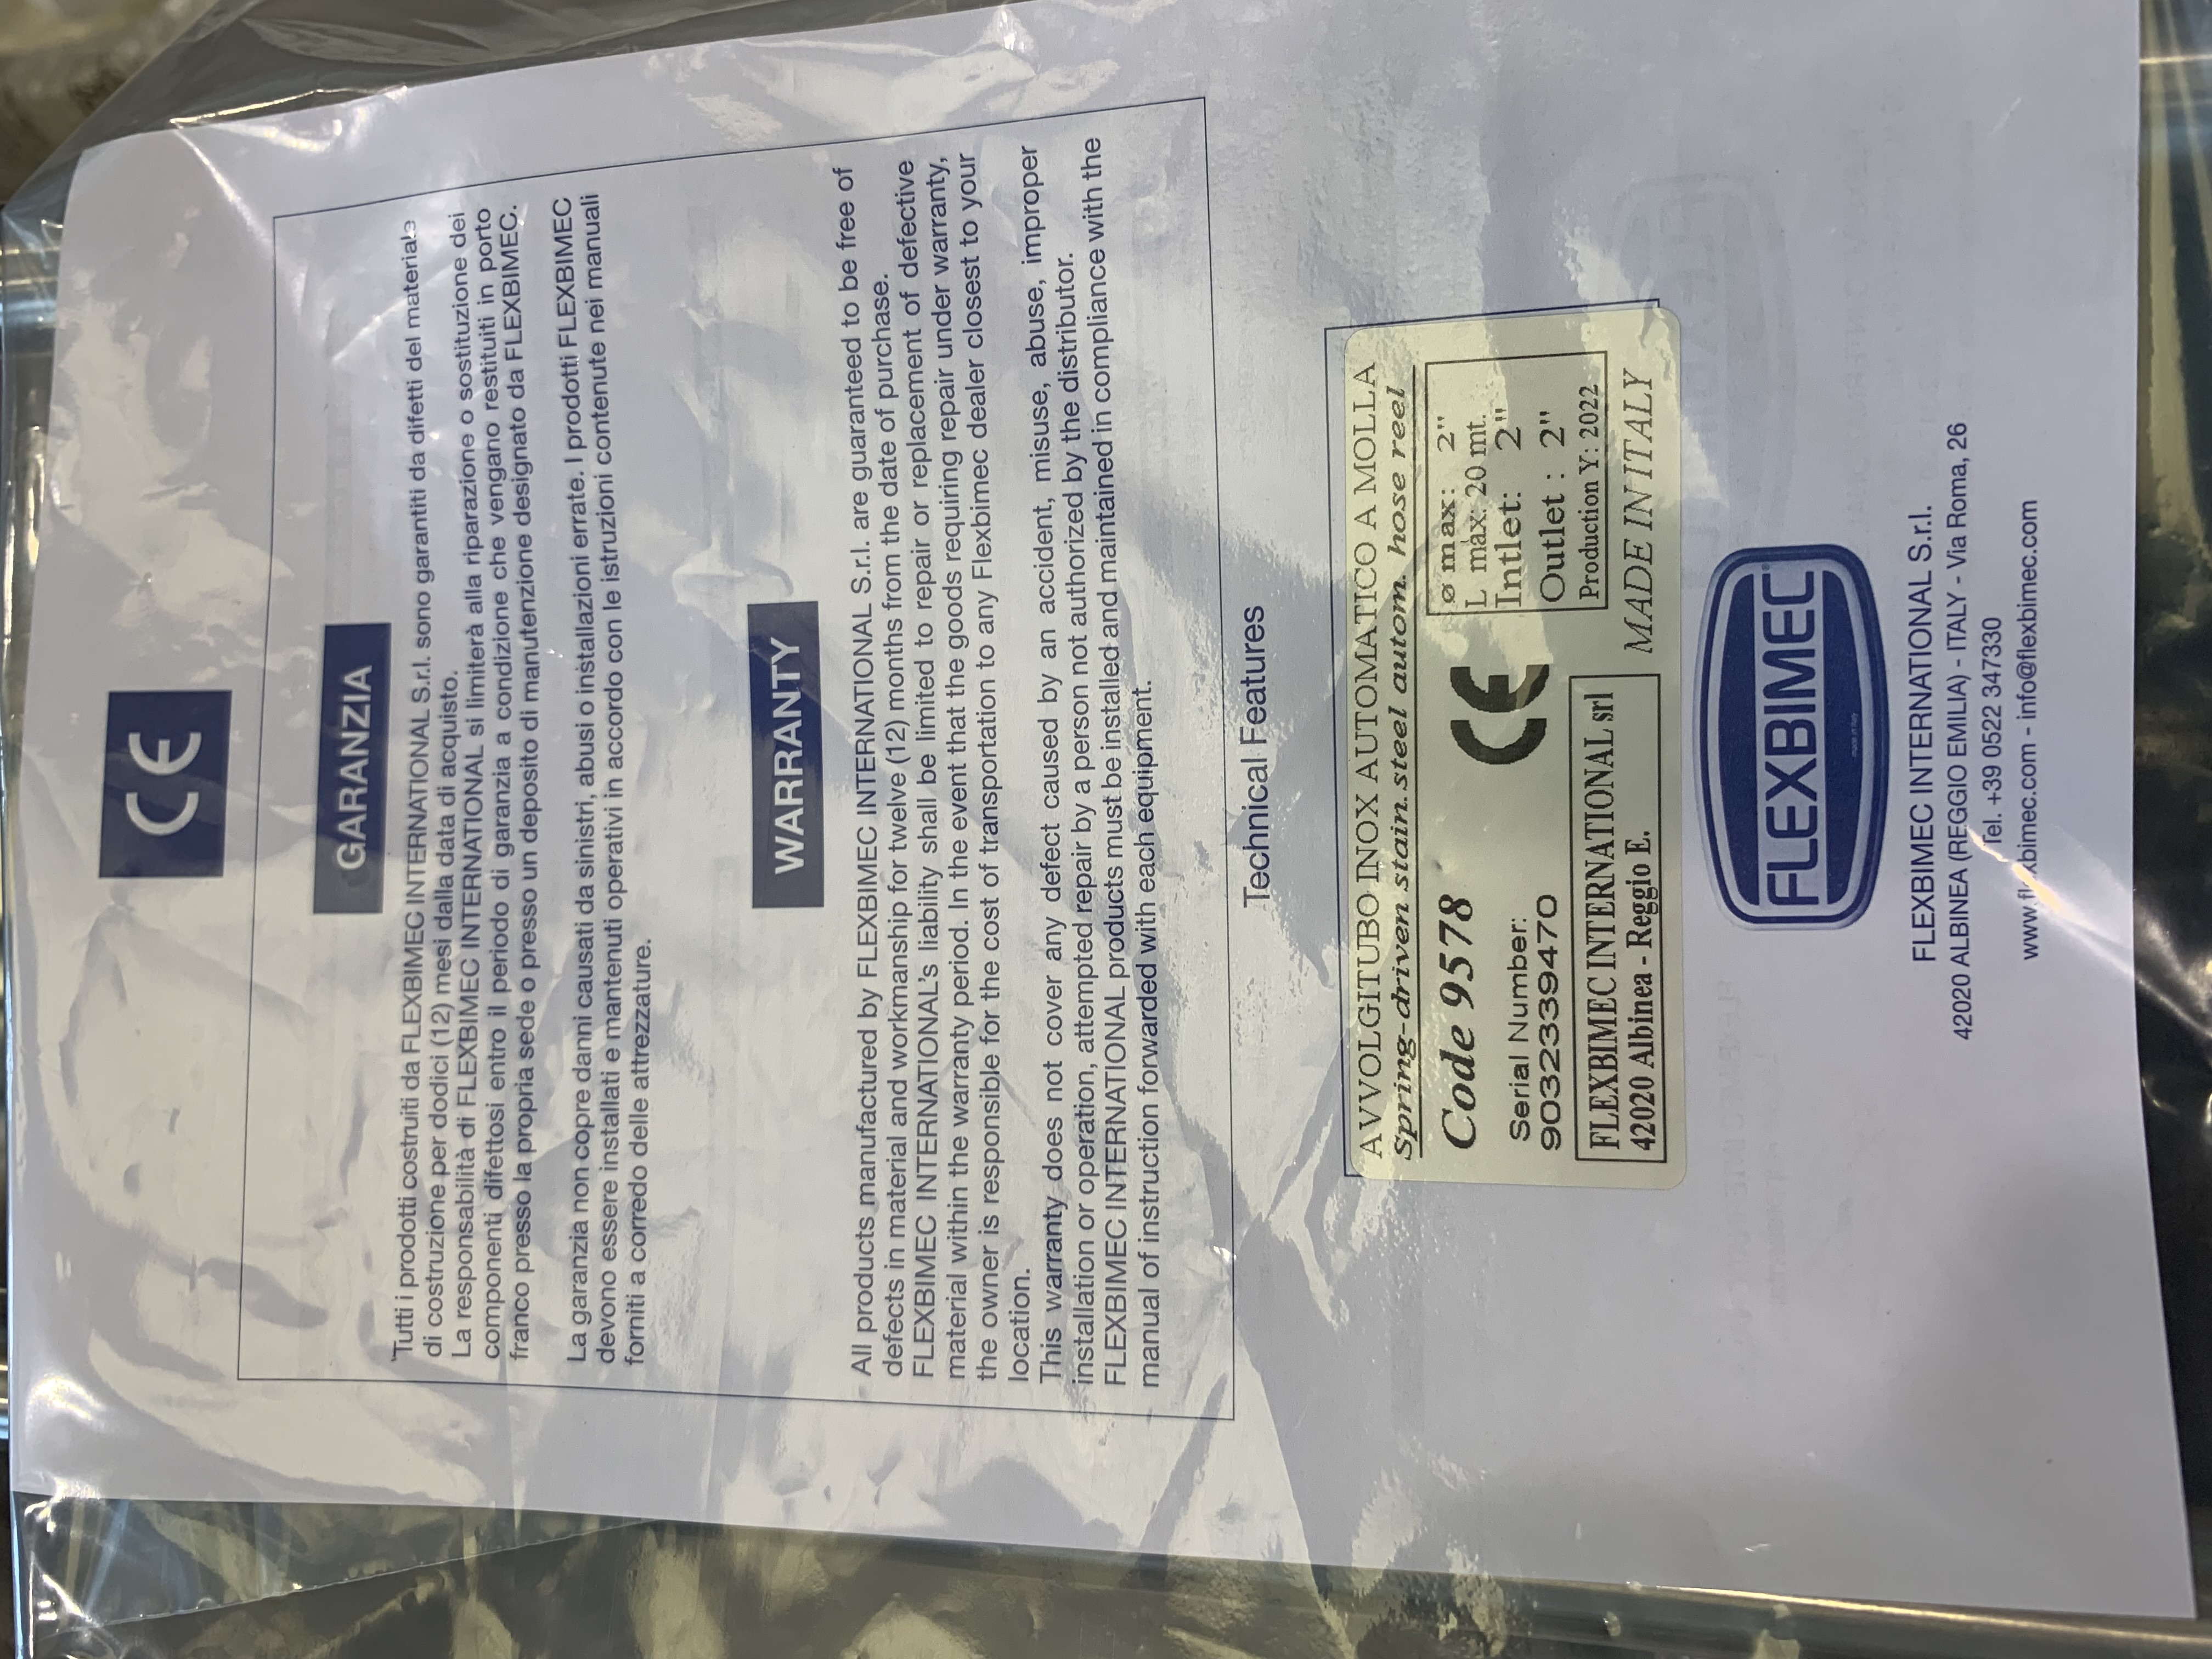 CE
GARANZIA
Tutti i prodotti costruiti da FLEXBIMEC INTERNATIONAL S.r.l. sono garantiti da difetti del materiale
di costruzione per dodici (12) mesi dalla data di acquisto.
La responsabilità di FLEXBIMEC INTERNATIONAL si limiterà alla riparazione o sostituzione dei
componenti difettosi entro il periodo di garanzia a condizione che vengano restituiti in porto
franco presso la propria sede o presso un deposito di manutenzione designato da FLEXBIMEC.
La garanzia non copre danni causati da sinistri, abusi o installazioni errate. I prodotti FLEXBIMEC
devono essere installati e mantenuti operativi in accordo con le istruzioni contenute nei manuali
forniti a corredo delle attrezzature.
WARRANTY
All products manufactured by FLEXBIMEC INTERNATIONAL S.r.l. are guaranteed to be free of
defects in material and workmanship for twelve (12) months from the date of purchase.
FLEXBIMEC INTERNATIONAL's liability shall be limited to repair or replacement of defective
material within the warranty period. In the event that the goods requiring repair under warranty,
the owner is responsible for the cost of transportation to any Flexbimec dealer closest to your
location.
This warranty does not cover any defect caused by an accident, misuse, abuse, improper
installation or operation, attempted repair by a person not authorized by the distributor.
FLEXBIMEC INTERNATIONAL products must be installed and maintained in compliance with the
manual of instruction forwarded with each equipment.
Technical Features
AVVOLGITUBO INOX AUTOMATICO A MOLLA
Spring-driven stain.steel autom. hose reel
Code 9578
CE
ø max: 2"
L max: 20 mt.
Intlet: 2"
Outlet : 2"
Production Y: 2022
Serial Number:
9032339470
FLEXBIMEC INTERNATIONAL srl
42020 Albinea - Reggio E.
MADE IN ITALY
FLEXBIMEC
made in Italy
FLEXBIMEC INTERNATIONAL S.r.l.
42020 ALBINEA (REGGIO EMILIA) - ITALY - Via Roma, 26
Tel. +39 0522 347330
www.flexbimec.com - info@flexbimec.com